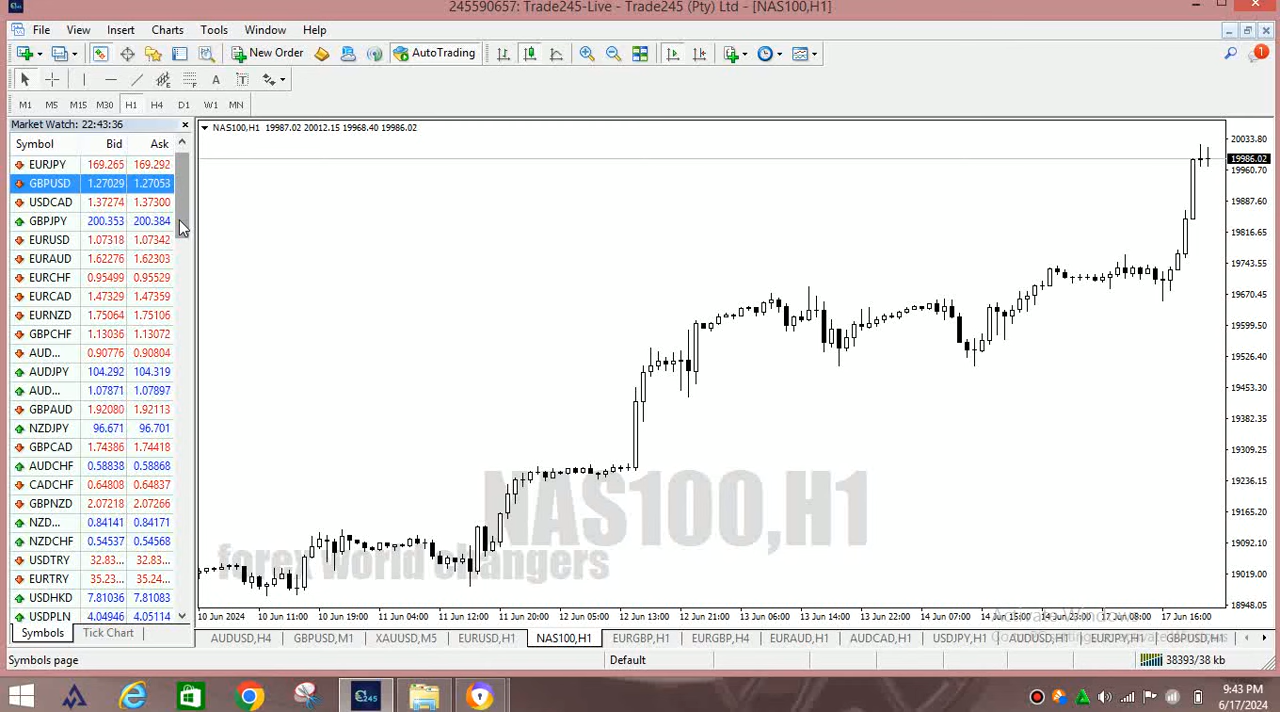 245590657: Trade245-Live - Trade245 (Pty) Ltd - [NAS100,H1]
File View Insert Charts Tools Window Help
New Order AutoTrading
M1 M5 M15 M30 H1 H4 D1 W1 MN
Market Watch: 22:43:36
Symbol Bid Ask
EURJPY 169.265 169.292
GBPUSD 1.27029 1.27053
USDCAD 1.37274 1.37300
GBPJPY 200.353 200.384
EURUSD 1.07318 1.07342
EURAUD 1.62276 1.62303
EURCHF 0.95499 0.95529
EURCAD 1.47329 1.47359
EURNZD 1.75064 1.75106
GBPCHF 1.13036 1.13072
AUD... 0.90776 0.90804
AUDJPY 104.292 104.319
AUD... 1.07871 1.07897
GBPAUD 1.92080 1.92113
NZDJPY 96.671 96.701
GBPCAD 1.74386 1.74418
AUDCHF 0.58838 0.58868
CADCHF 0.64808 0.64837
GBPNZD 2.07218 2.07266
NZD... 0.84141 0.84171
NZDCHF 0.54537 0.54568
USDTRY 32.83... 32.83...
EURTRY 35.23... 35.24...
USDHKD 7.81036 7.81083
USDPLN 4.04946 4.05114
Symbols Tick Chart
NAS100,H1 19987.02 20012.15 19968.40 19986.02
20033.80
19986.02
19960.70
19887.60
19816.65
19743.55
19670.45
19599.50
19526.40
19453.30
19382.35
19309.25
19236.15
19165.20
19092.10
19019.00
18948.05
NAS100,H1
forex world changers
10 Jun 2024 10 Jun 11:00 10 Jun 19:00 11 Jun 04:00 11 Jun 12:00 11 Jun 20:00 12 Jun 05:00 12 Jun 13:00 12 Jun 21:00 13 Jun 06:00 13 Jun 14:00 13 Jun 22:00 14 Jun 07:00 14 Jun 15:00 14 Jun 23:00 17 Jun 08:00 17 Jun 16:00
AUDUSD,H4 GBPUSD,M1 XAUUSD,M5 EURUSD,H1 NAS100,H1 EURGBP,H1 EURGBP,H4 EURAUD,H1 AUDCAD,H1 USDJPY,H1 AUDUSD,H1 EURJPY,H1 GBPUSD,H1
Activate Windows
Symbols page Default 38393/38 kb
245
1
9:43 PM
6/17/2024